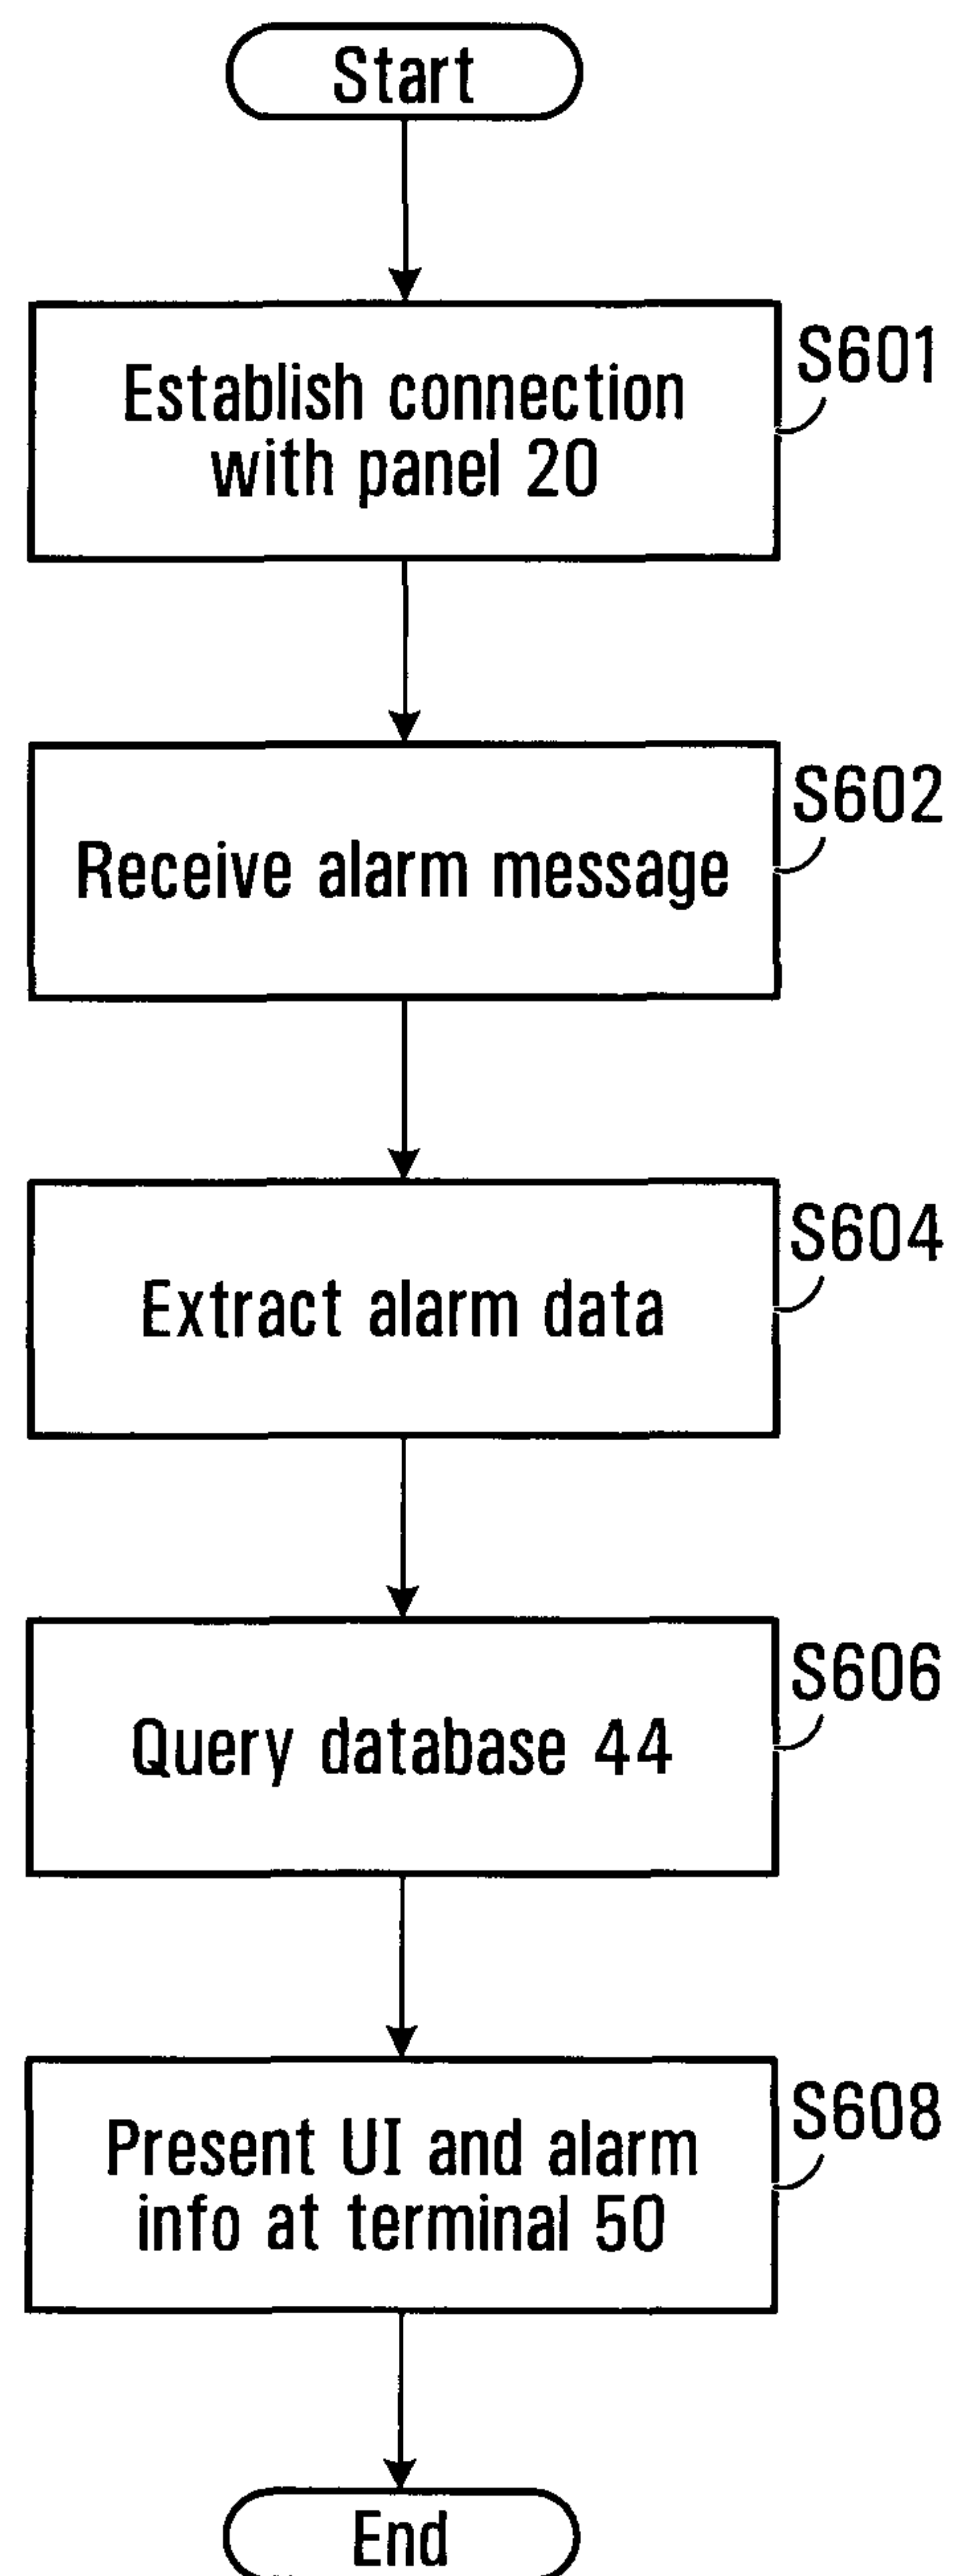 Start
S601
Establish connection
with panel 20
S602
Receive alarm message
S604
Extract alarm data
S606
Query database 44
S608
Present UI and alarm
info at terminal 50
End